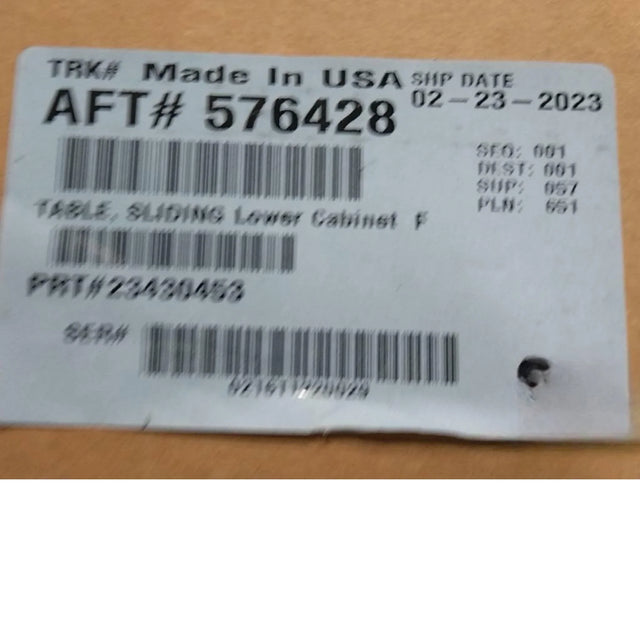 TRK# Made In USA SHP DATE
AFT# 576428 02-23-2023
SEQ: 001
DEST: 001
SUP: 057
PLN: 651
TABLE, SLIDING Lower Cabinet F
PRT#23430453
SER#